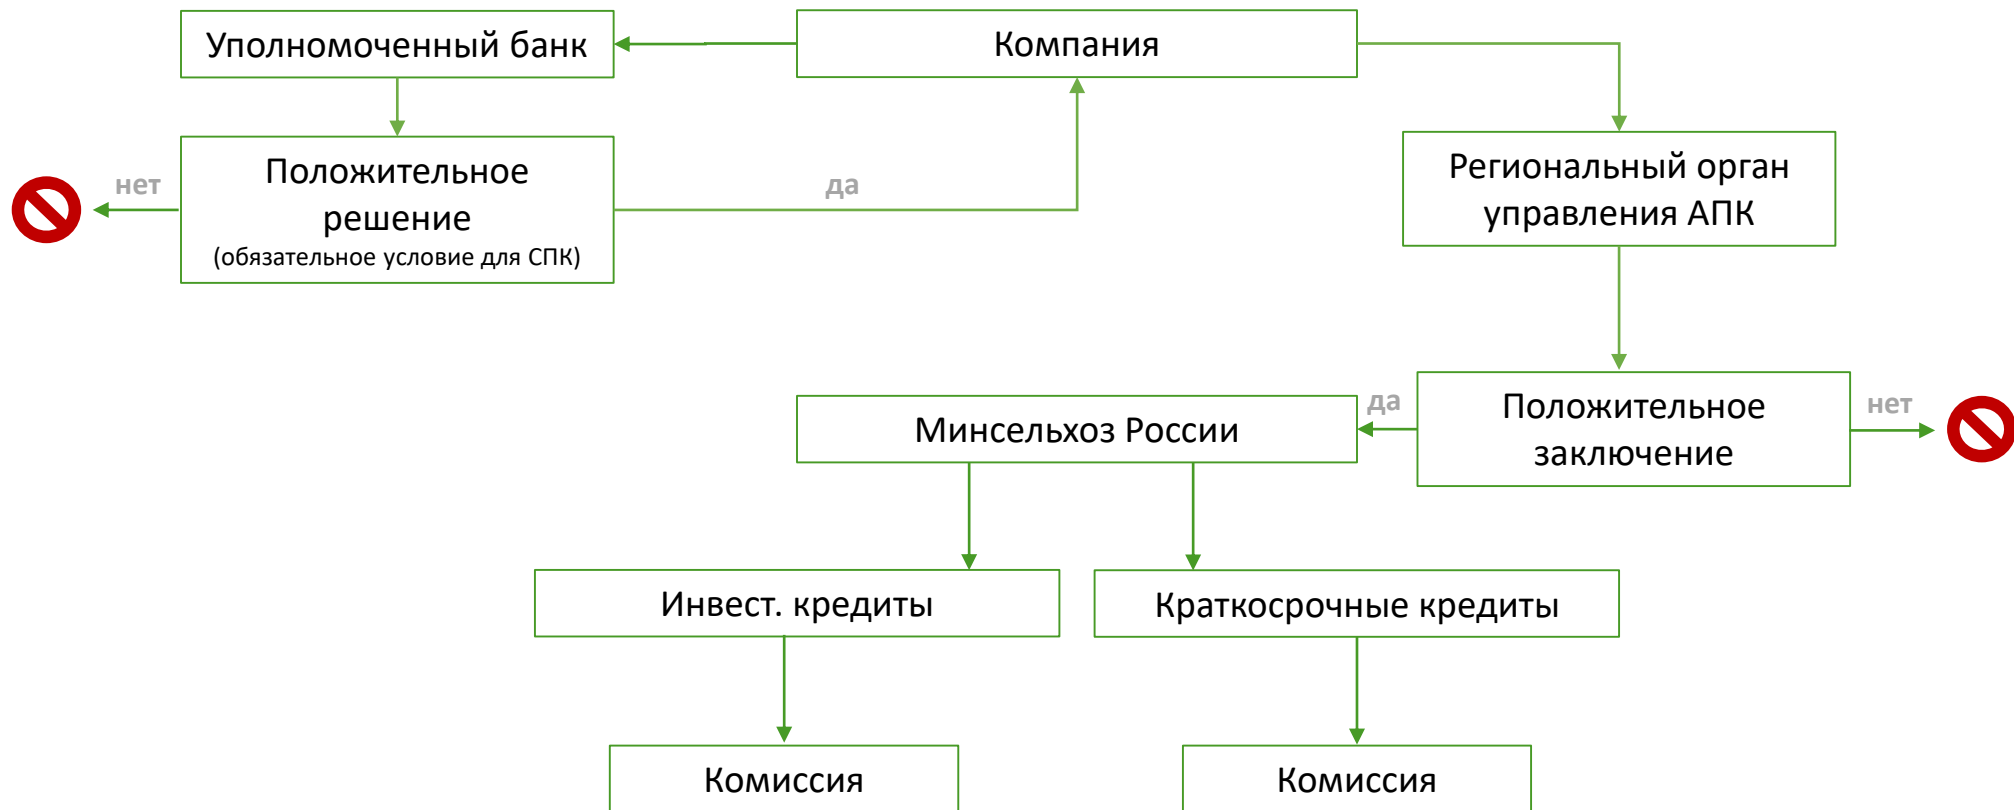 Уполномоченный банк
Компания
Положительное
решение
(обязательное условие для СПК)
нет
да
Региональный орган
управления АПК
Минсельхоз России
да
Положительное
заключение
нет
Инвест. кредиты
Краткосрочные кредиты
Комиссия
Комиссия